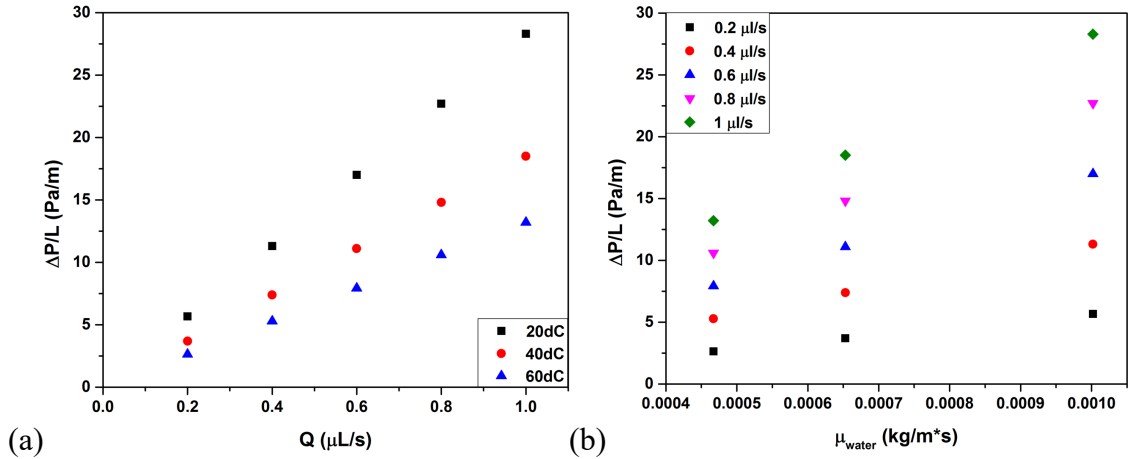 30
25
20
15
10
5
0
ΔP/L (Pa/m)
0.0 0.2 0.4 0.6 0.8 1.0
Q (μL/s)
20dC
40dC
60dC
(a)
30
25
20
15
10
5
0
ΔP/L (Pa/m)
0.2 μl/s
0.4 μl/s
0.6 μl/s
0.8 μl/s
1 μl/s
0.0004 0.0005 0.0006 0.0007 0.0008 0.0009 0.0010
μwater (kg/m*s)
(b)